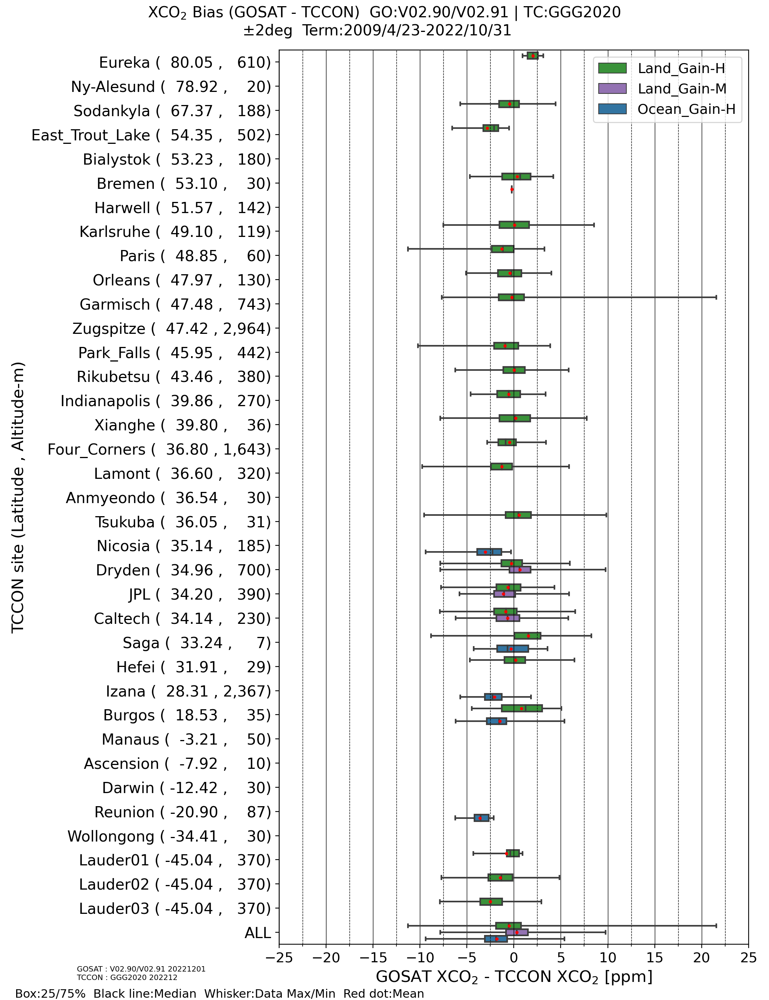 XCO₂ Bias (GOSAT - TCCON)  GO:V02.90/V02.91 | TC:GGG2020
±2deg  Term:2009/4/23-2022/10/31
Land_Gain-H
Land_Gain-M
Ocean_Gain-H
TCCON site (Latitude , Altitude-m)
Eureka (  80.05 ,   610)
Ny-Alesund (  78.92 ,    20)
Sodankyla (  67.37 ,   188)
East_Trout_Lake (  54.35 ,   502)
Bialystok (  53.23 ,   180)
Bremen (  53.10 ,    30)
Harwell (  51.57 ,   142)
Karlsruhe (  49.10 ,   119)
Paris (  48.85 ,    60)
Orleans (  47.97 ,   130)
Garmisch (  47.48 ,   743)
Zugspitze (  47.42 , 2,964)
Park_Falls (  45.95 ,   442)
Rikubetsu (  43.46 ,   380)
Indianapolis (  39.86 ,   270)
Xianghe (  39.80 ,    36)
Four_Corners (  36.80 , 1,643)
Lamont (  36.60 ,   320)
Anmyeondo (  36.54 ,    30)
Tsukuba (  36.05 ,    31)
Nicosia (  35.14 ,   185)
Dryden (  34.96 ,   700)
JPL (  34.20 ,   390)
Caltech (  34.14 ,   230)
Saga (  33.24 ,     7)
Hefei (  31.91 ,    29)
Izana (  28.31 , 2,367)
Burgos (  18.53 ,    35)
Manaus (  -3.21 ,    50)
Ascension (  -7.92 ,    10)
Darwin ( -12.42 ,    30)
Reunion ( -20.90 ,    87)
Wollongong ( -34.41 ,    30)
Lauder01 ( -45.04 ,   370)
Lauder02 ( -45.04 ,   370)
Lauder03 ( -45.04 ,   370)
ALL
−25 −20 −15 −10 −5 0 5 10 15 20 25
GOSAT XCO₂ - TCCON XCO₂ [ppm]
GOSAT : V02.90/V02.91 20221201
TCCON : GGG2020 202212
Box:25/75%  Black line:Median  Whisker:Data Max/Min  Red dot:Mean